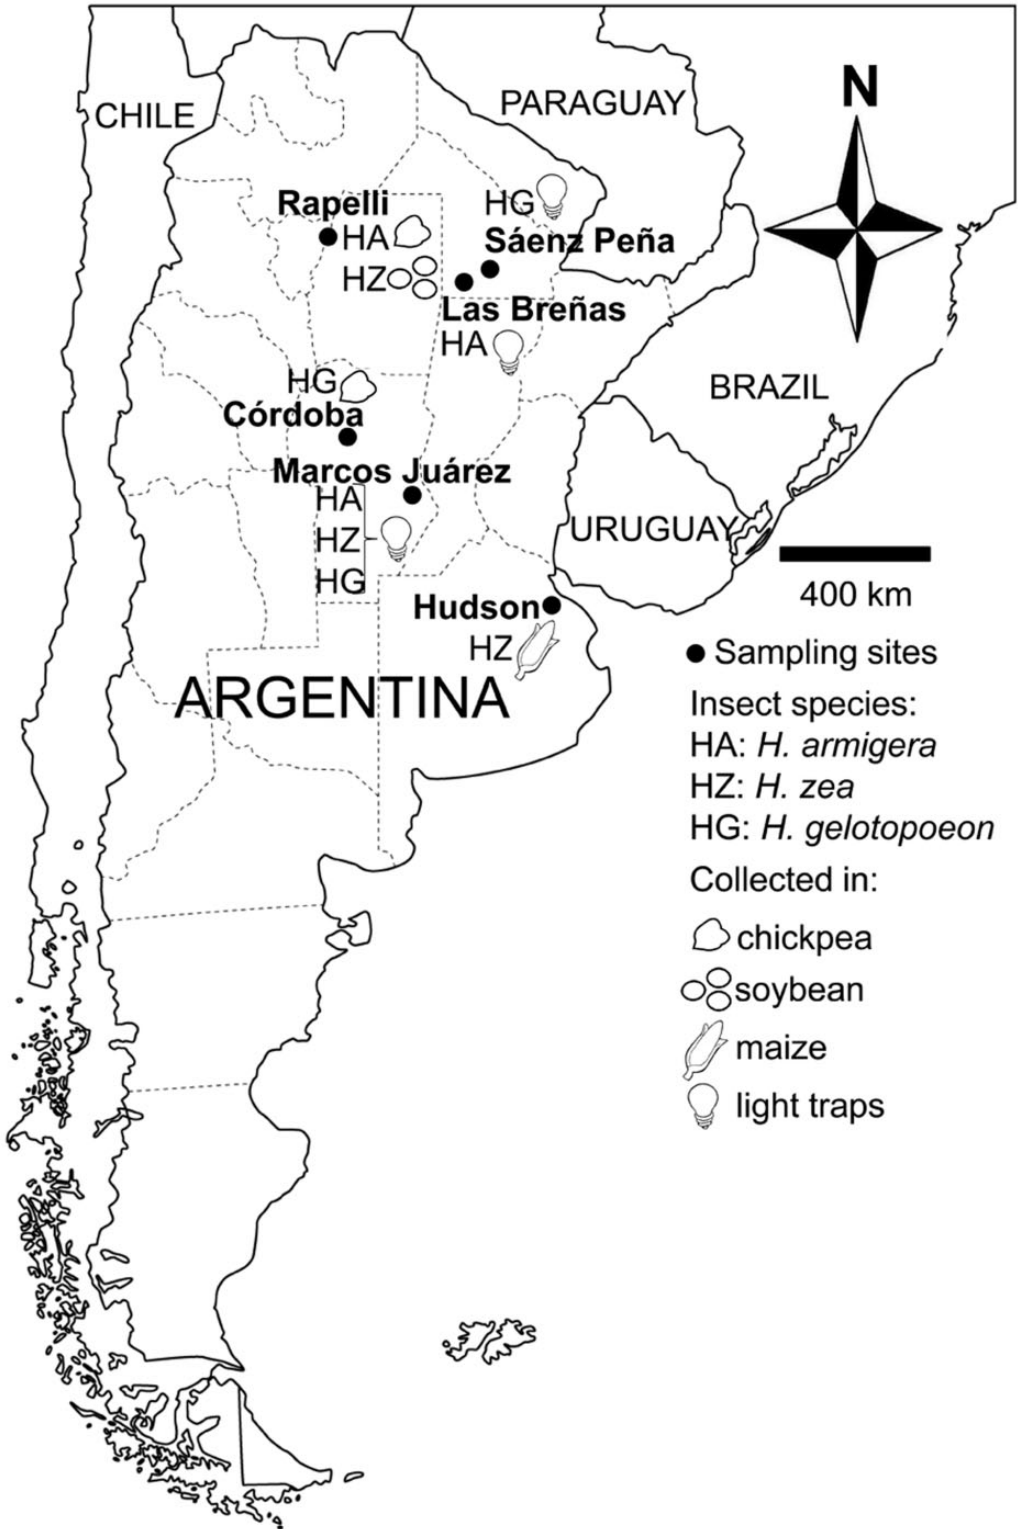 N
CHILE
PARAGUAY
Rapelli
HA
HZ
HG
Sáenz Peña
Las Breñas
HA
HG
Córdoba
BRAZIL
Marcos Juárez
HA
HZ
HG
URUGUAY
400 km
Hudson
HZ
ARGENTINA
Sampling sites
Insect species:
HA: H. armigera
HZ: H. zea
HG: H. gelotopoeon
Collected in:
chickpea
soybean
maize
light traps